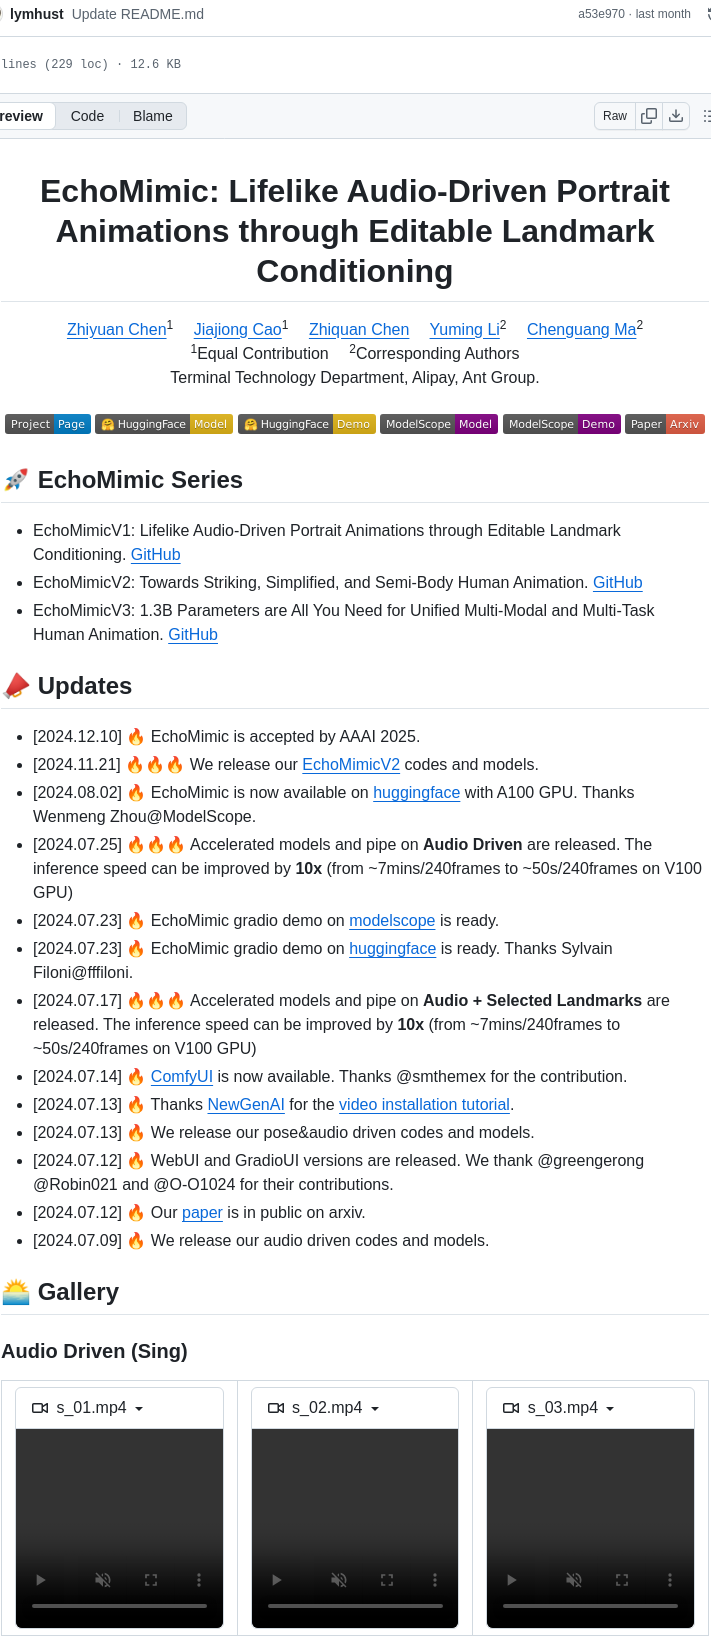 lymhust Update README.md a53e970 · last month
lines (229 loc) · 12.6 KB
review Code Blame Raw
EchoMimic: Lifelike Audio-Driven Portrait
Animations through Editable Landmark
Conditioning
Zhiyuan Chen1 Jiajiong Cao1 Zhiquan Chen Yuming Li2 Chenguang Ma2
1Equal Contribution 2Corresponding Authors
Terminal Technology Department, Alipay, Ant Group.
Project Page 🤗 HuggingFace Model 🤗 HuggingFace Demo ModelScope Model ModelScope Demo Paper Arxiv
🚀 EchoMimic Series
• EchoMimicV1: Lifelike Audio-Driven Portrait Animations through Editable Landmark
Conditioning. GitHub
• EchoMimicV2: Towards Striking, Simplified, and Semi-Body Human Animation. GitHub
• EchoMimicV3: 1.3B Parameters are All You Need for Unified Multi-Modal and Multi-Task
Human Animation. GitHub
📣 Updates
• [2024.12.10] 🔥 EchoMimic is accepted by AAAI 2025.
• [2024.11.21] 🔥🔥🔥 We release our EchoMimicV2 codes and models.
• [2024.08.02] 🔥 EchoMimic is now available on huggingface with A100 GPU. Thanks
Wenmeng Zhou@ModelScope.
• [2024.07.25] 🔥🔥🔥 Accelerated models and pipe on Audio Driven are released. The
inference speed can be improved by 10x (from ~7mins/240frames to ~50s/240frames on V100
GPU)
• [2024.07.23] 🔥 EchoMimic gradio demo on modelscope is ready.
• [2024.07.23] 🔥 EchoMimic gradio demo on huggingface is ready. Thanks Sylvain
Filoni@fffiloni.
• [2024.07.17] 🔥🔥🔥 Accelerated models and pipe on Audio + Selected Landmarks are
released. The inference speed can be improved by 10x (from ~7mins/240frames to
~50s/240frames on V100 GPU)
• [2024.07.14] 🔥 ComfyUI is now available. Thanks @smthemex for the contribution.
• [2024.07.13] 🔥 Thanks NewGenAI for the video installation tutorial.
• [2024.07.13] 🔥 We release our pose&audio driven codes and models.
• [2024.07.12] 🔥 WebUI and GradioUI versions are released. We thank @greengerong
@Robin021 and @O-O1024 for their contributions.
• [2024.07.12] 🔥 Our paper is in public on arxiv.
• [2024.07.09] 🔥 We release our audio driven codes and models.
🌅 Gallery
Audio Driven (Sing)
s_01.mp4 s_02.mp4 s_03.mp4